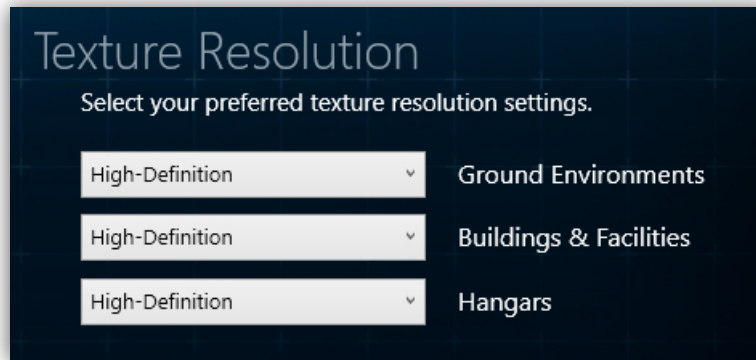 Texture Resolution
Select your preferred texture resolution settings.
High-Definition Ground Environments
High-Definition Buildings & Facilities
High-Definition Hangars